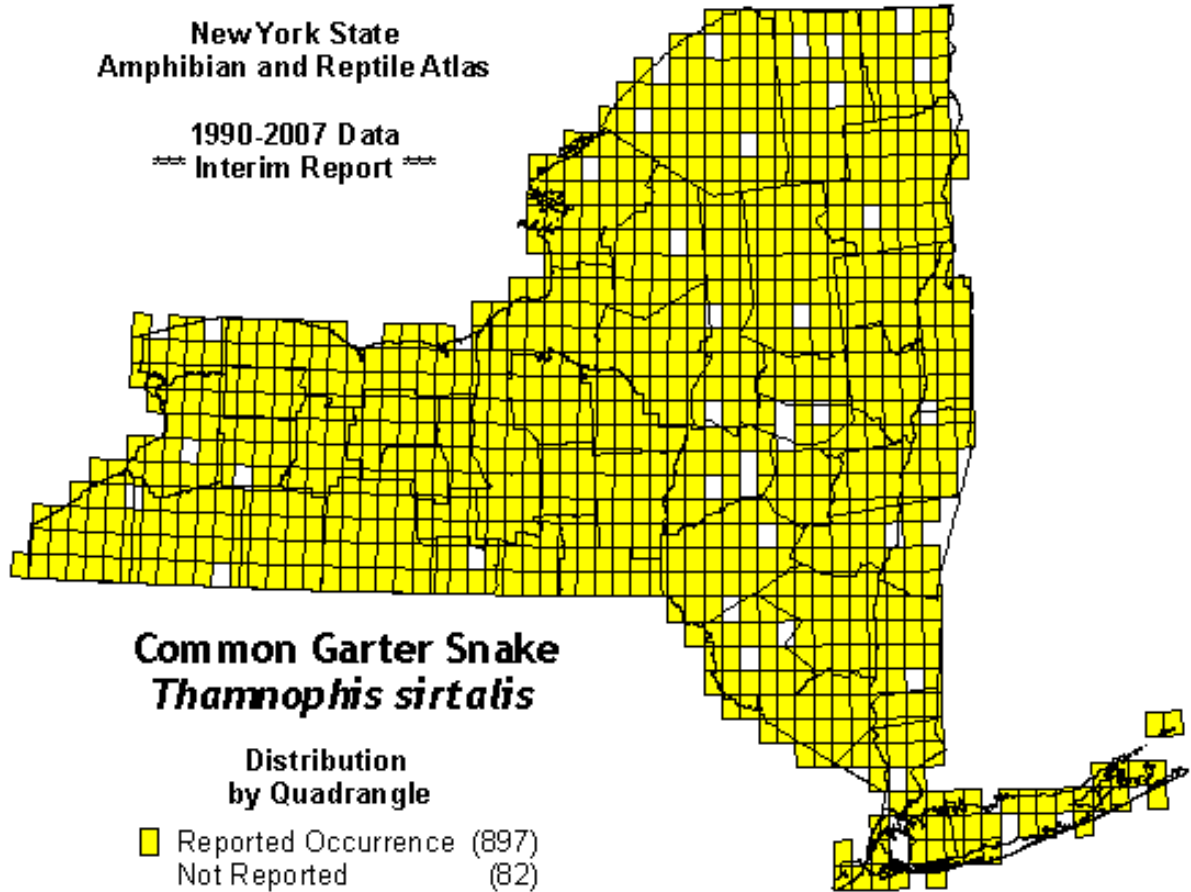 New York State
Amphibian and Reptile Atlas
1990-2007 Data
*** Interim Report ***
Common Garter Snake
Thamnophis sirtalis
Distribution
by Quadrangle
Reported Occurrence (897)
Not Reported (82)